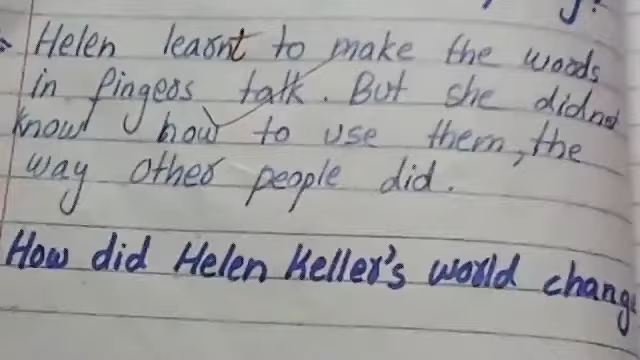 Helen learnt to make the words
in fingers talk. But she didnot
know how to use them, the
way other people did.
How did Helen Keller's world change